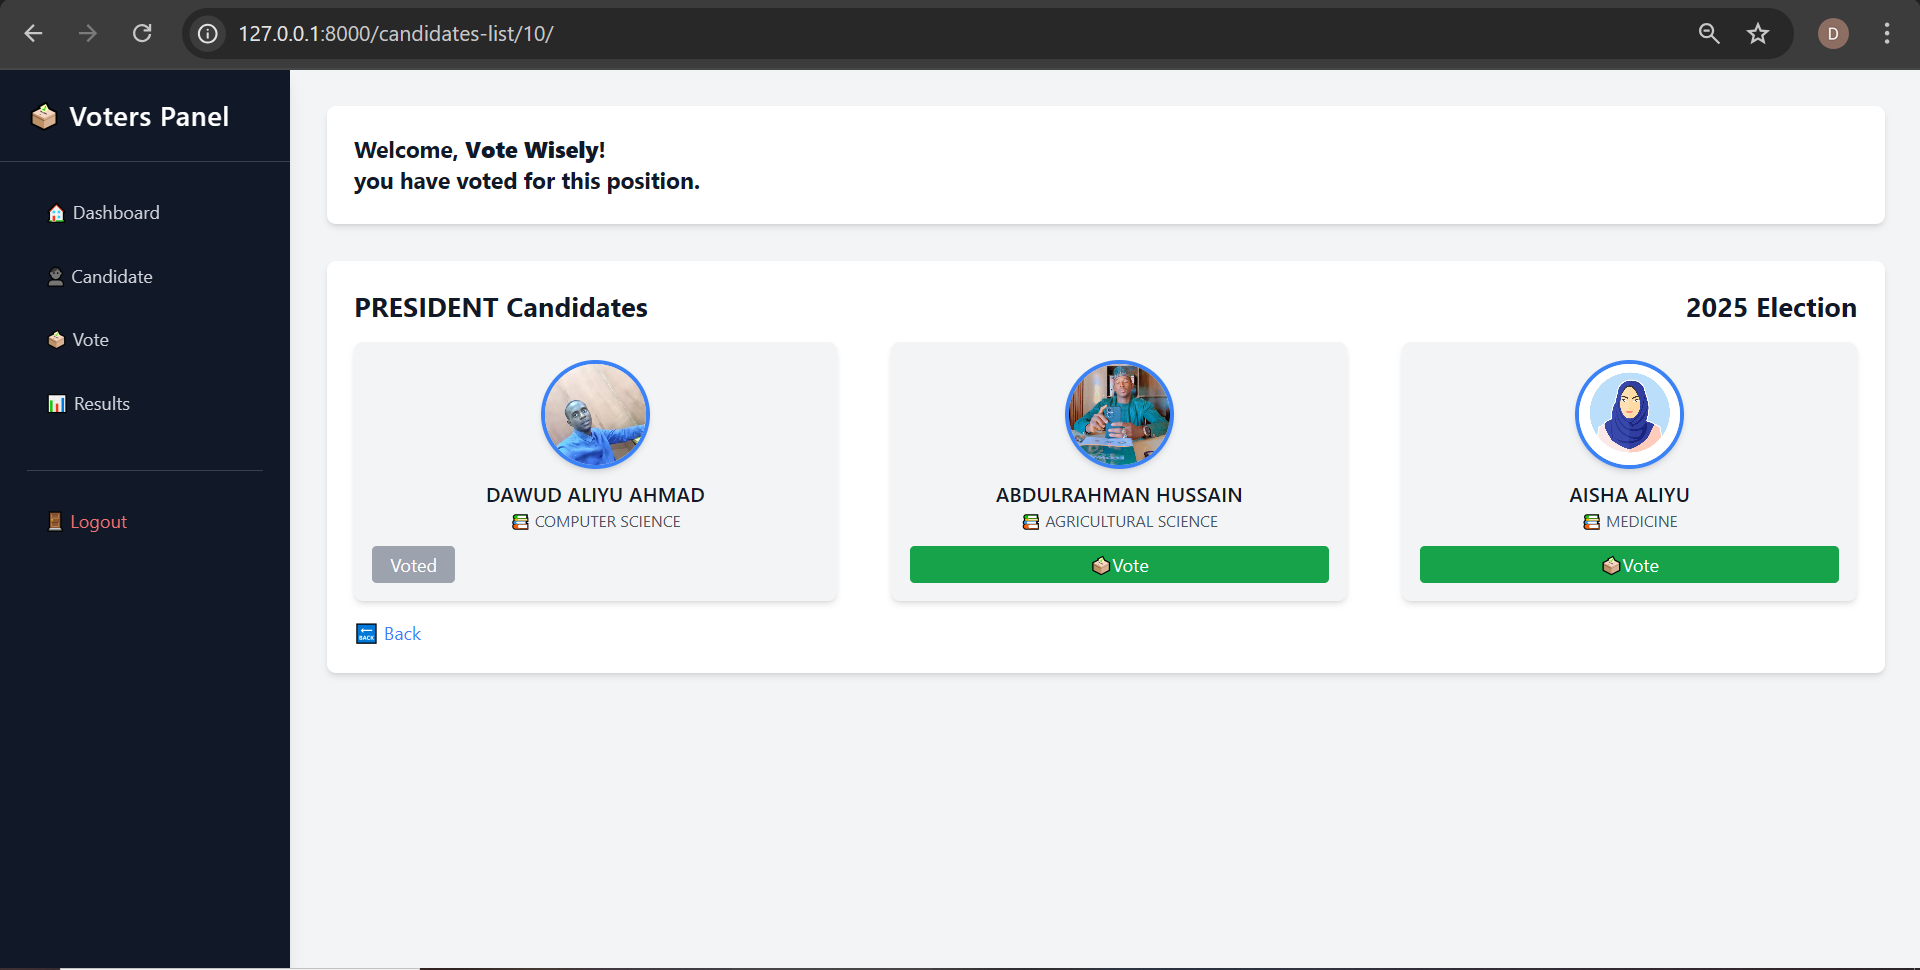 127.0.0.1:8000/candidates-list/10/
D
Voters Panel
Dashboard
Candidate
Vote
Results
Logout
Welcome, Vote Wisely!
you have voted for this position.
PRESIDENT Candidates
2025 Election
DAWUD ALIYU AHMAD
COMPUTER SCIENCE
Voted
ABDULRAHMAN HUSSAIN
AGRICULTURAL SCIENCE
Vote
AISHA ALIYU
MEDICINE
Vote
BACK
Back